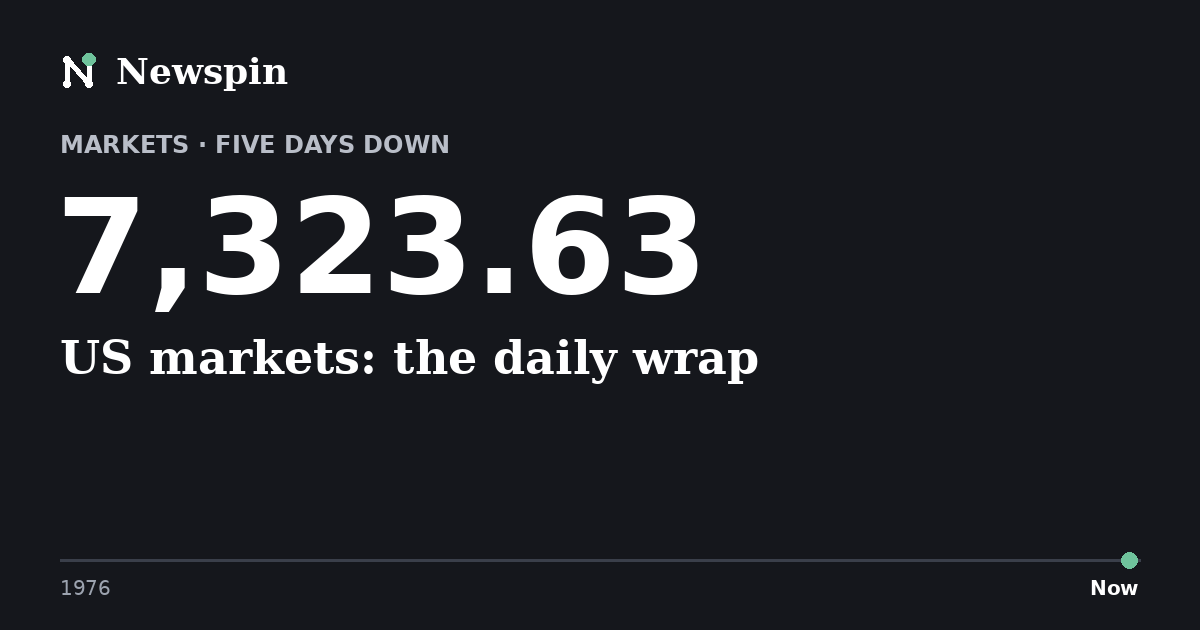 Newspin
MARKETS · FIVE DAYS DOWN
7,323.63
US markets: the daily wrap
1976
Now